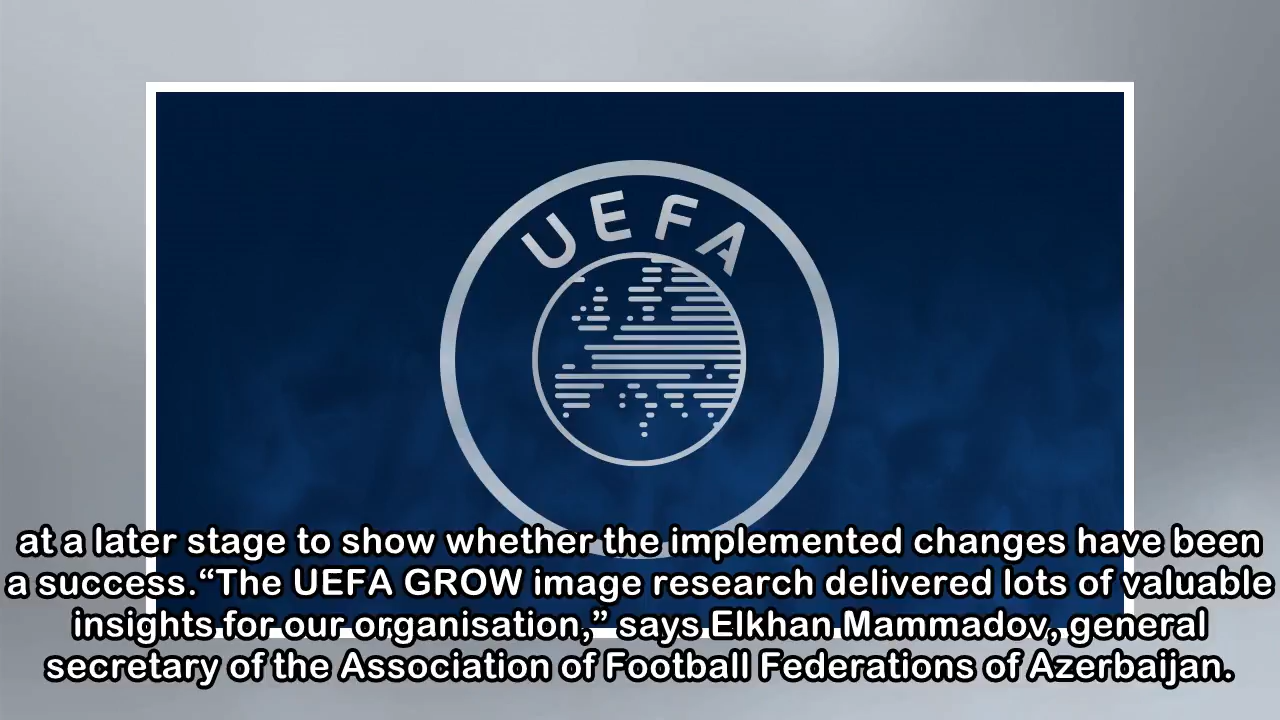 UEFA
at a later stage to show whether the implemented changes have been
a success.“The UEFA GROW image research delivered lots of valuable
insights for our organisation,” says Elkhan Mammadov, general
secretary of the Association of Football Federations of Azerbaijan.